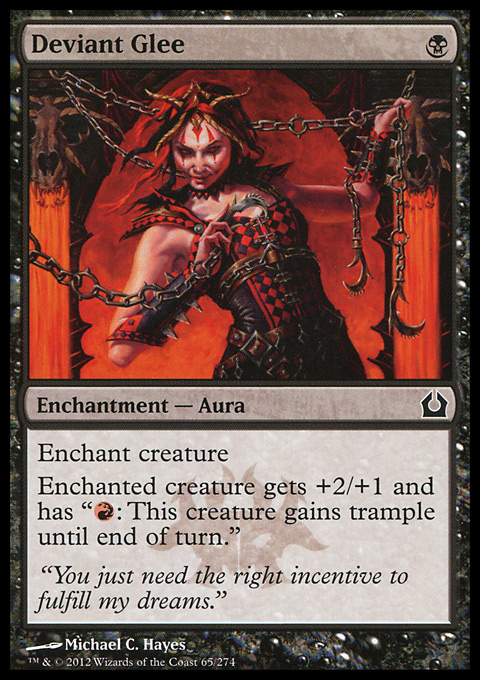 Deviant Glee
Enchantment — Aura
Enchant creature
Enchanted creature gets +2/+1 and
has “: This creature gains trample
until end of turn.”
“You just need the right incentive to
fulfill my dreams.”
Michael C. Hayes
™ & © 2012 Wizards of the Coast 65/274